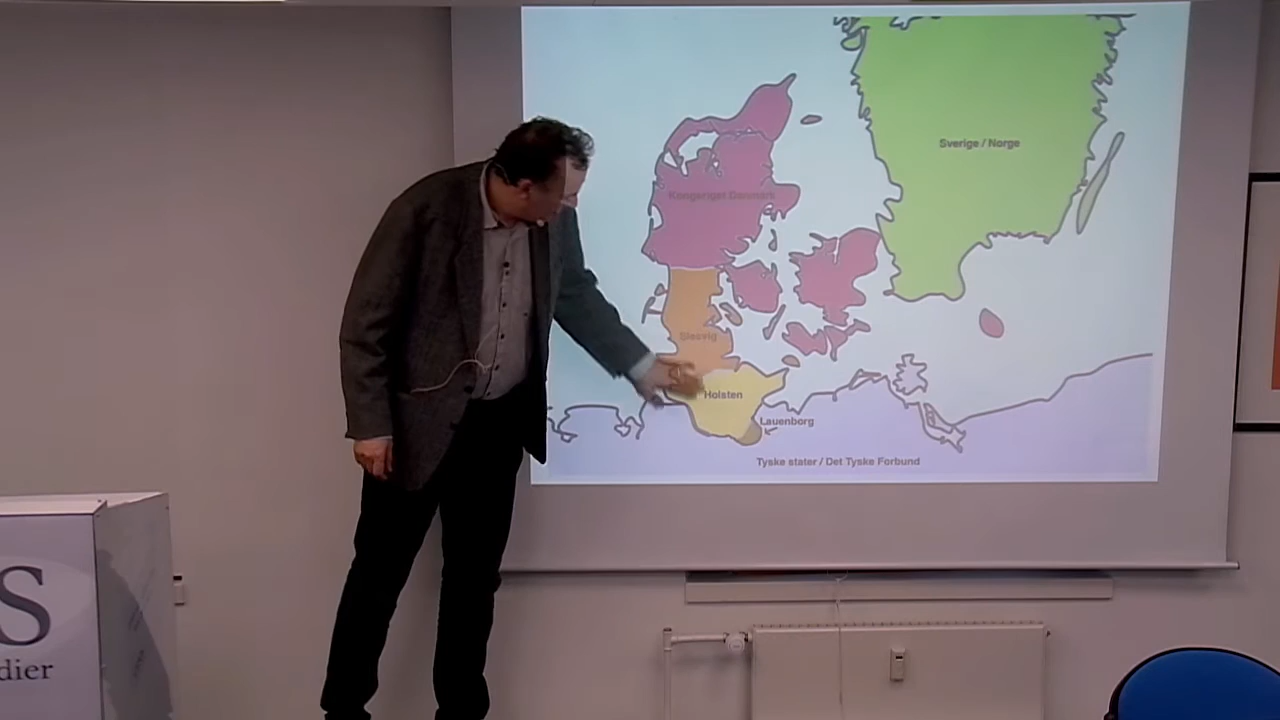 Sverige / Norge
Kongeriget Danmark
Slesvig
Holsten
Lauenborg
Tyske stater / Det Tyske Forbund
S
dier